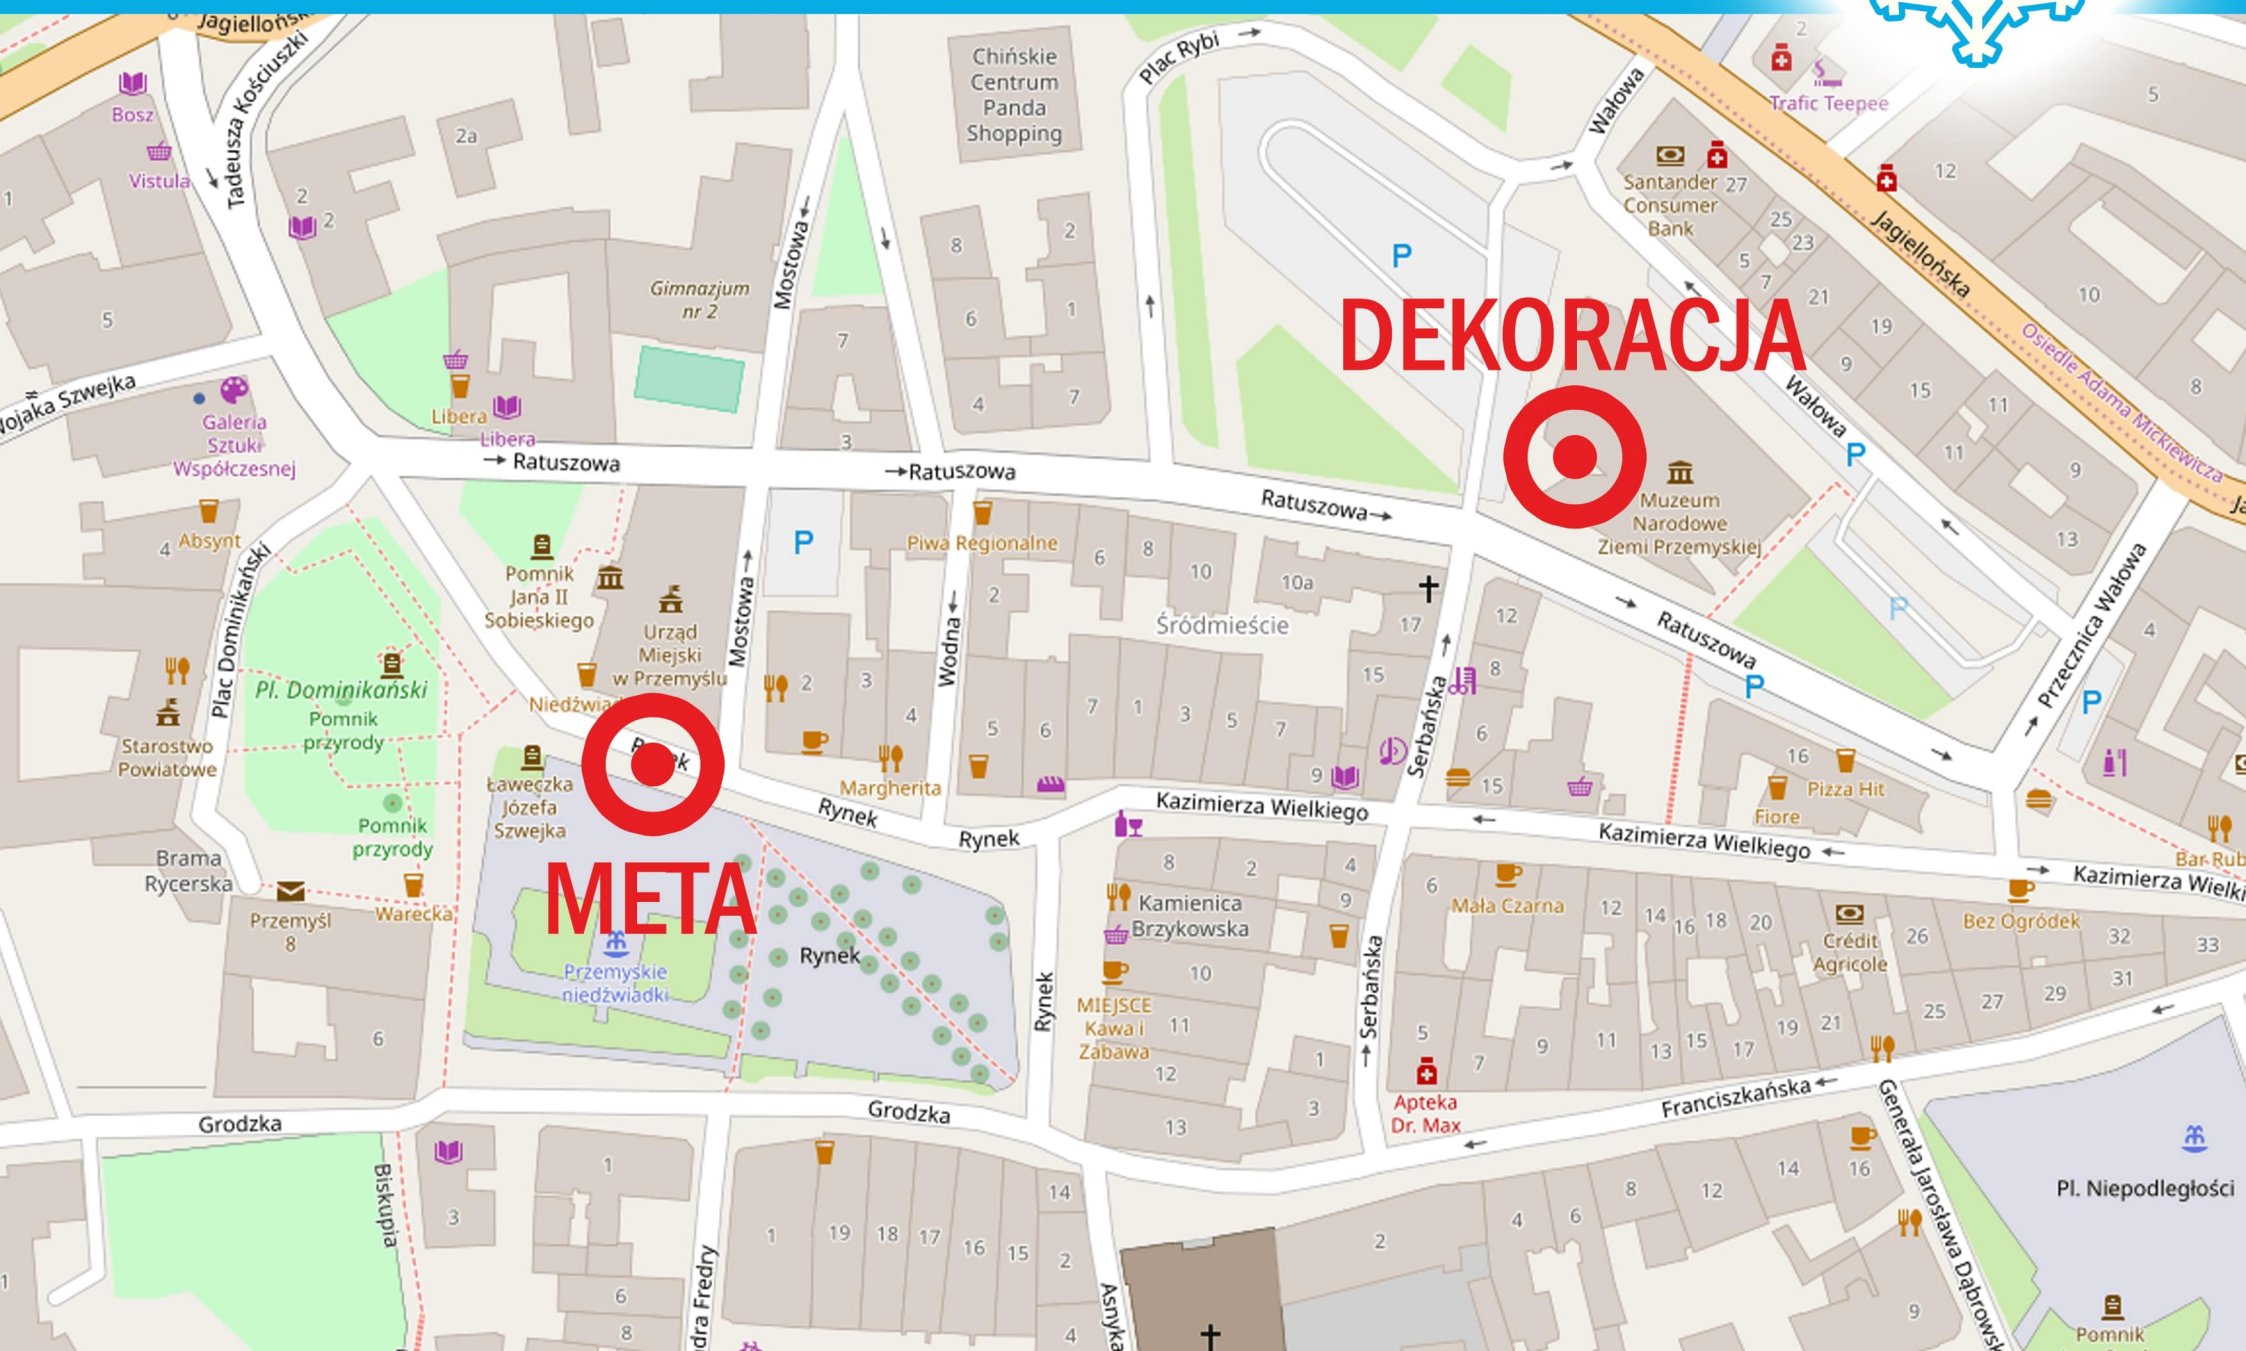 Jagiellońska
Tadeusza Kościuszki
Bosz
Vistula
1
2a
2
2
5
Chińskie
Centrum
Panda
Shopping
Plac Rybi
Wałowa
2
Trafic Teepee
5
12
Santander
Consumer
Bank
27
25
23
5
7
21
19
9
15
11
11
9
13
Jagiellońska
10
8
Osiedle Adama Mickiewicza
P
Mostowa
Gimnazjum
nr 2
8
2
6
1
4
7
7
3
DEKORACJA
Wałowa
P
Wojaka Szwejka
Galeria
Sztuki
Współczesnej
Libera
Libera
Ratuszowa
Ratuszowa
Ratuszowa
Muzeum
Narodowe
Ziemi Przemyskiej
Absynt
4
Plac Dominikański
Pomnik
Jana II
Sobieskiego
Urząd
Miejski
w Przemyślu
Mostowa
P
Piwa Regionalne
Wodna
2
6
8
10
10a
Śródmieście
17
15
12
8
6
15
Ratuszowa
P
P
Przecznica Wałowa
P
4
Pl. Dominikański
Pomnik
przyrody
Starostwo
Powiatowe
2
3
4
5
6
7
1
3
5
7
9
Serbańska
16
Pizza Hit
Fiore
Ławeczka
Józefa
Szwejka
Margherita
Rynek
Rynek
Kazimierza Wielkiego
Kazimierza Wielkiego
Pomnik
przyrody
Brama
Rycerska
Przemyśl
8
Warecka
META
Przemyskie
niedźwiadki
Rynek
Rynek
8
2
4
9
Kamienica
Brzykowska
10
MIEJSCE
Kawa i
Zabawa
11
12
13
1
3
Serbańska
6
Mała Czarna
12
14
16
18
20
Crédit
Agricole
26
Bez Ogródek
32
33
31
29
27
25
21
19
17
15
13
11
9
7
5
6
Apteka
Dr. Max
Franciszkańska
Generała Jarosława
Pl. Niepodległości
Grodzka
Grodzka
Biskupia
3
1
6
8
1
19
18
17
16
15
14
2
4
2
4
6
8
12
14
16
9
1
Pomnik